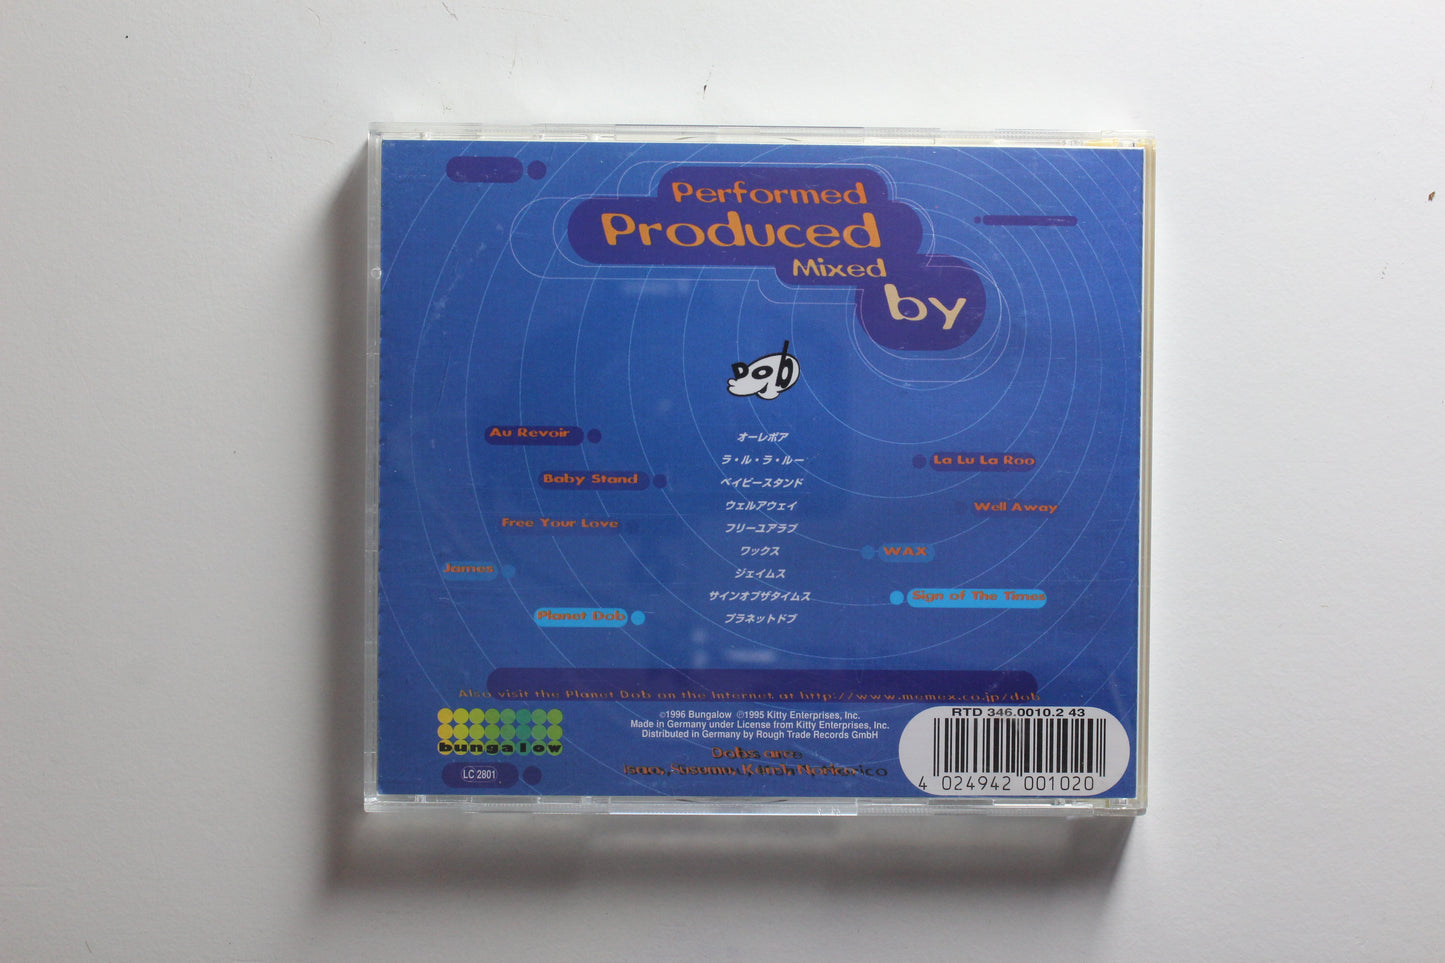 Performed
Produced
Mixed
by
Dob
Au Revoir
オーレボア
La Lu La Roo
ラ・ル・ラ・ルー
Baby Stand
ベイビースタンド
Well Away
ウェルアウェイ
Free Your Love
フリーユアラブ
WAX
ワックス
James
ジェイムス
Sign of The Times
サインオブザタイムス
Planet Dob
プラネットドブ
Also visit the Planet Dob on the Internet at http://www.memex.co.jp/dob
bungalow
LC 2801
©1996 Bungalow ℗1995 Kitty Enterprises, Inc.
Made in Germany under License from Kitty Enterprises, Inc.
Distributed in Germany by Rough Trade Records GmbH
Dobs are
Isao, Susumu, Kenshi, Norico
RTD 346.0010.2 43
4 024942 001020